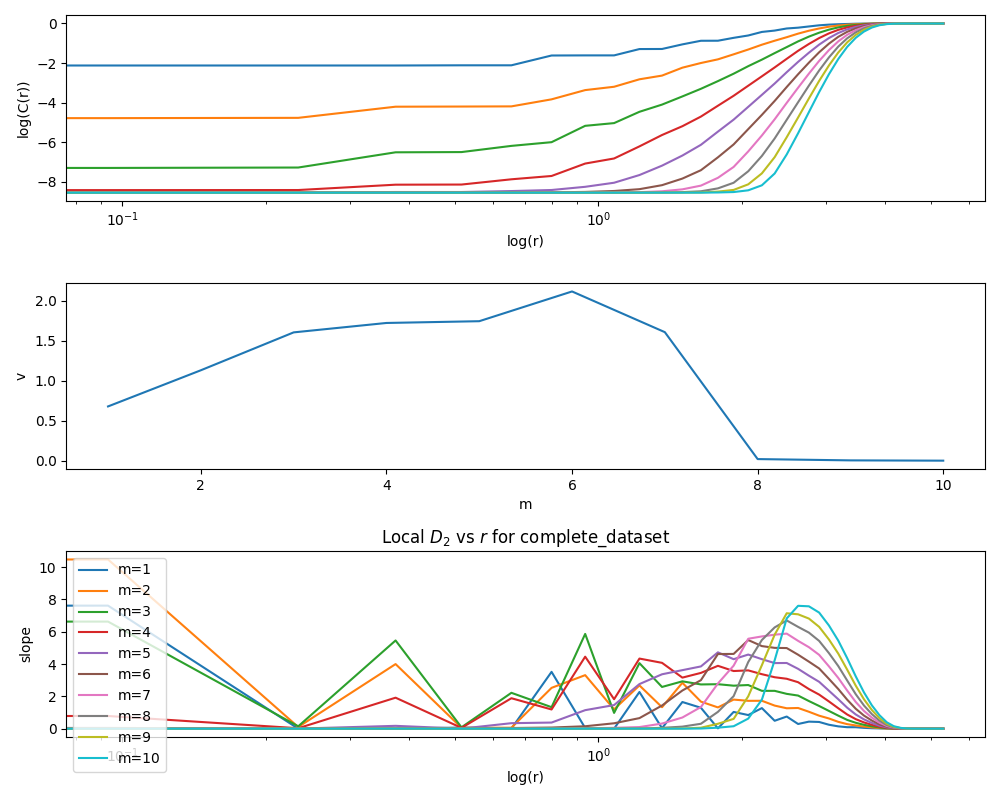 0
−2
−4
−6
−8
log(C(r))
10⁻¹
10⁰
log(r)
2.0
1.5
1.0
0.5
0.0
v
2
4
6
8
10
m
Local D₂ vs r for complete_dataset
10
8
6
4
2
0
slope
m=1
m=2
m=3
m=4
m=5
m=6
m=7
m=8
m=9
m=10
10⁻¹
10⁰
log(r)